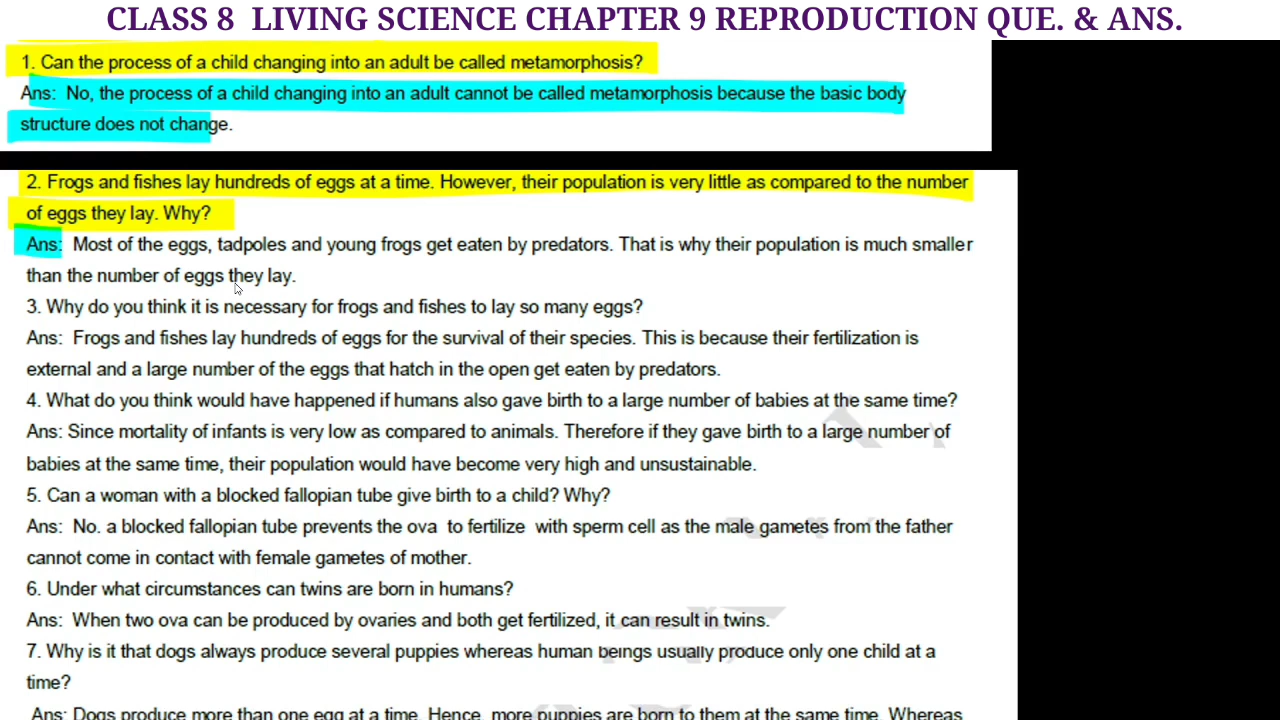 CLASS 8 LIVING SCIENCE CHAPTER 9 REPRODUCTION QUE. & ANS.
1. Can the process of a child changing into an adult be called metamorphosis?
Ans: No, the process of a child changing into an adult cannot be called metamorphosis because the basic body
structure does not change.
2. Frogs and fishes lay hundreds of eggs at a time. However, their population is very little as compared to the number
of eggs they lay. Why?
Ans: Most of the eggs, tadpoles and young frogs get eaten by predators. That is why their population is much smaller
than the number of eggs they lay.
3. Why do you think it is necessary for frogs and fishes to lay so many eggs?
Ans: Frogs and fishes lay hundreds of eggs for the survival of their species. This is because their fertilization is
external and a large number of the eggs that hatch in the open get eaten by predators.
4. What do you think would have happened if humans also gave birth to a large number of babies at the same time?
Ans: Since mortality of infants is very low as compared to animals. Therefore if they gave birth to a large number of
babies at the same time, their population would have become very high and unsustainable.
5. Can a woman with a blocked fallopian tube give birth to a child? Why?
Ans: No. a blocked fallopian tube prevents the ova to fertilize with sperm cell as the male gametes from the father
cannot come in contact with female gametes of mother.
6. Under what circumstances can twins are born in humans?
Ans: When two ova can be produced by ovaries and both get fertilized, it can result in twins.
7. Why is it that dogs always produce several puppies whereas human beings usually produce only one child at a
time?
Ans: Dogs produce more than one egg at a time. Hence, more puppies are born to them at the same time. Whereas